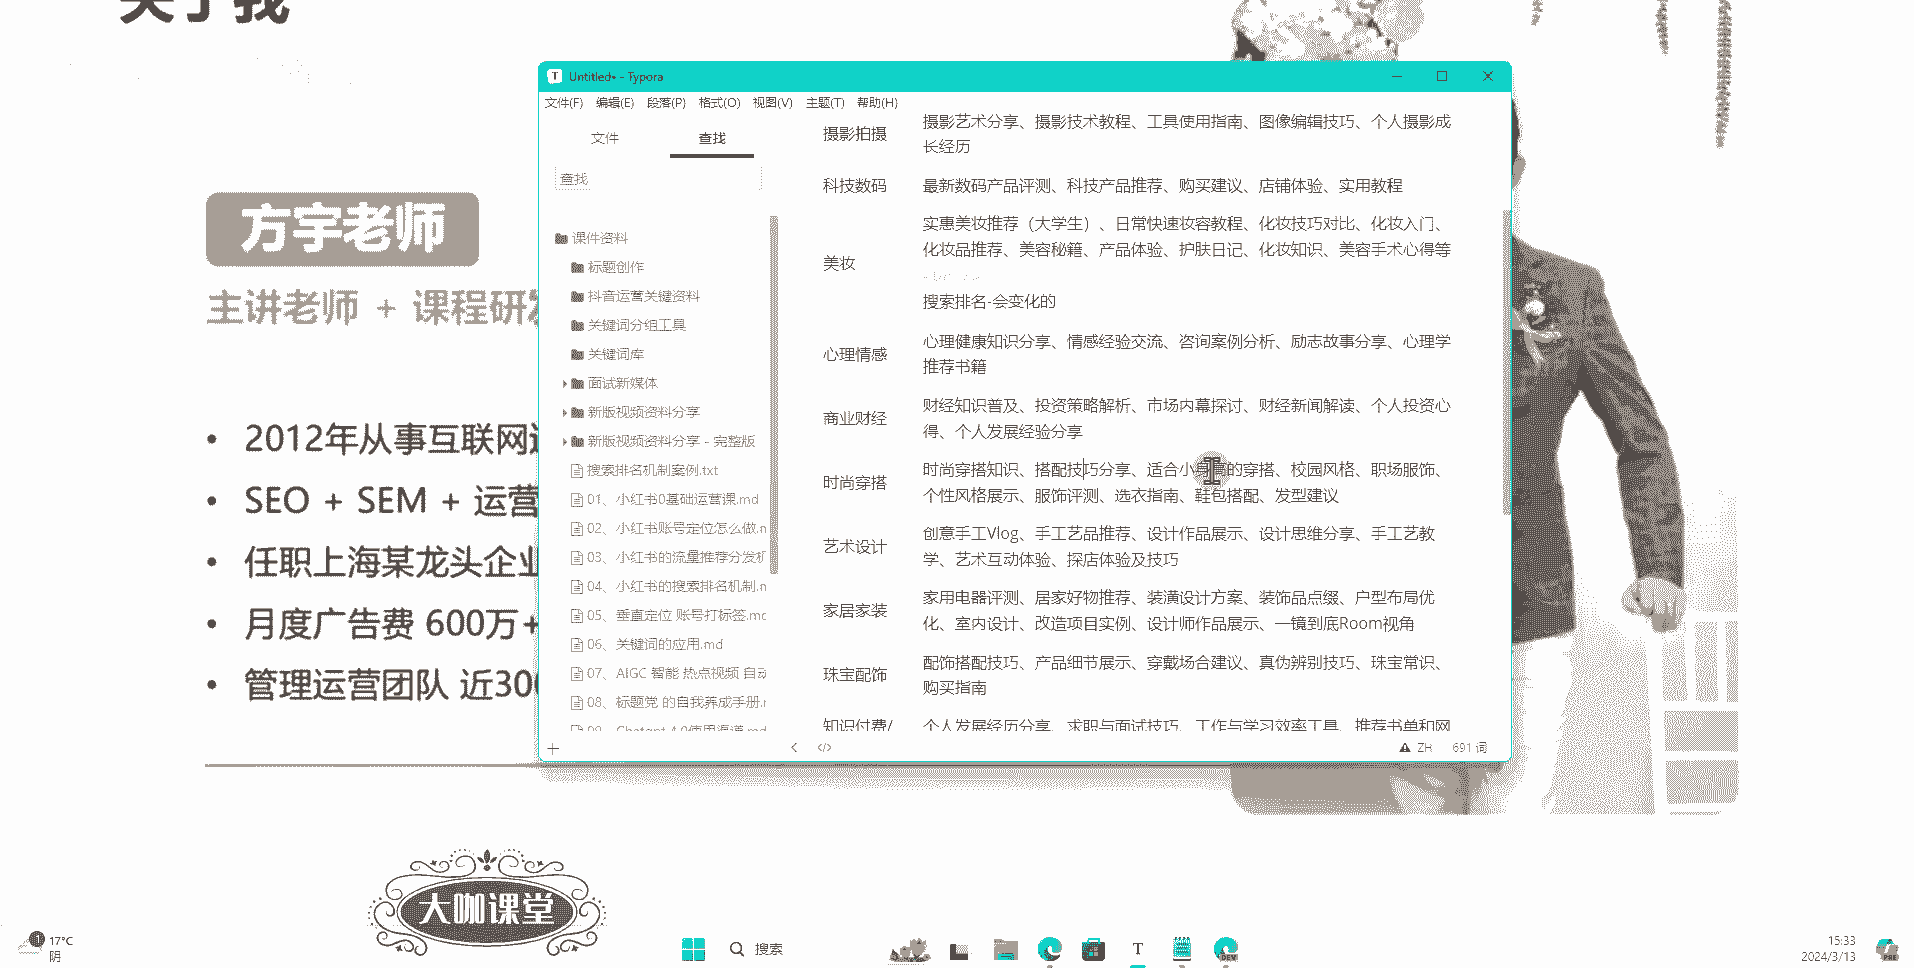 关于我
方宇老师
主讲老师 + 课程研发
2012年从事互联网运
SEO + SEM + 运营
任职上海某龙头企业
月度广告费 600万+
管理运营团队 近300
Untitled• - Typora
文件(F) 编辑(E) 段落(P) 格式(O) 视图(V) 主题(T) 帮助(H)
文件 查找
查找
课件资料
标题创作
抖音运营关键资料
关键词分组工具
关键词库
面试新媒体
新版视频资料分享
新版视频资料分享 - 完整版
搜索排名机制案例.txt
01、小红书0基础运营课.md
02、小红书账号定位怎么做.m
03、小红书的流量推荐分发机
04、小红书的搜索排名机制.m
05、垂直定位 账号打标签.md
06、关键词的应用.md
07、AIGC 智能 热点视频 自动
08、标题党 的自我养成手册.m
09、Chatgpt 4.0使用渠道.md
摄影拍摄
摄影艺术分享、摄影技术教程、工具使用指南、图像编辑技巧、个人摄影成
长经历
科技数码
最新数码产品评测、科技产品推荐、购买建议、店铺体验、实用教程
美妆
实惠美妆推荐（大学生）、日常快速妆容教程、化妆技巧对比、化妆入门、
化妆品推荐、美容秘籍、产品体验、护肤日记、化妆知识、美容手术心得等
搜索排名-会变化的
心理情感
心理健康知识分享、情感经验交流、咨询案例分析、励志故事分享、心理学
推荐书籍
商业财经
财经知识普及、投资策略解析、市场内幕探讨、财经新闻解读、个人投资心
得、个人发展经验分享
时尚穿搭
时尚穿搭知识、搭配技巧分享、适合小身高的穿搭、校园风格、职场服饰、
个性风格展示、服饰评测、选衣指南、鞋包搭配、发型建议
艺术设计
创意手工Vlog、手工艺品推荐、设计作品展示、设计思维分享、手工艺教
学、艺术互动体验、探店体验及技巧
家居家装
家用电器评测、居家好物推荐、装潢设计方案、装饰品点缀、户型布局优
化、室内设计、改造项目实例、设计师作品展示、一镜到底Room视角
珠宝配饰
配饰搭配技巧、产品细节展示、穿戴场合建议、真伪辨别技巧、珠宝常识、
购买指南
知识付费/
个人发展经历分享、求职与面试技巧、工作与学习效率工具、推荐书单和网
ZH 691 词
大咖课堂
1
17°C
阴
搜索
T
DEV
15:33
2024/3/13
PRE